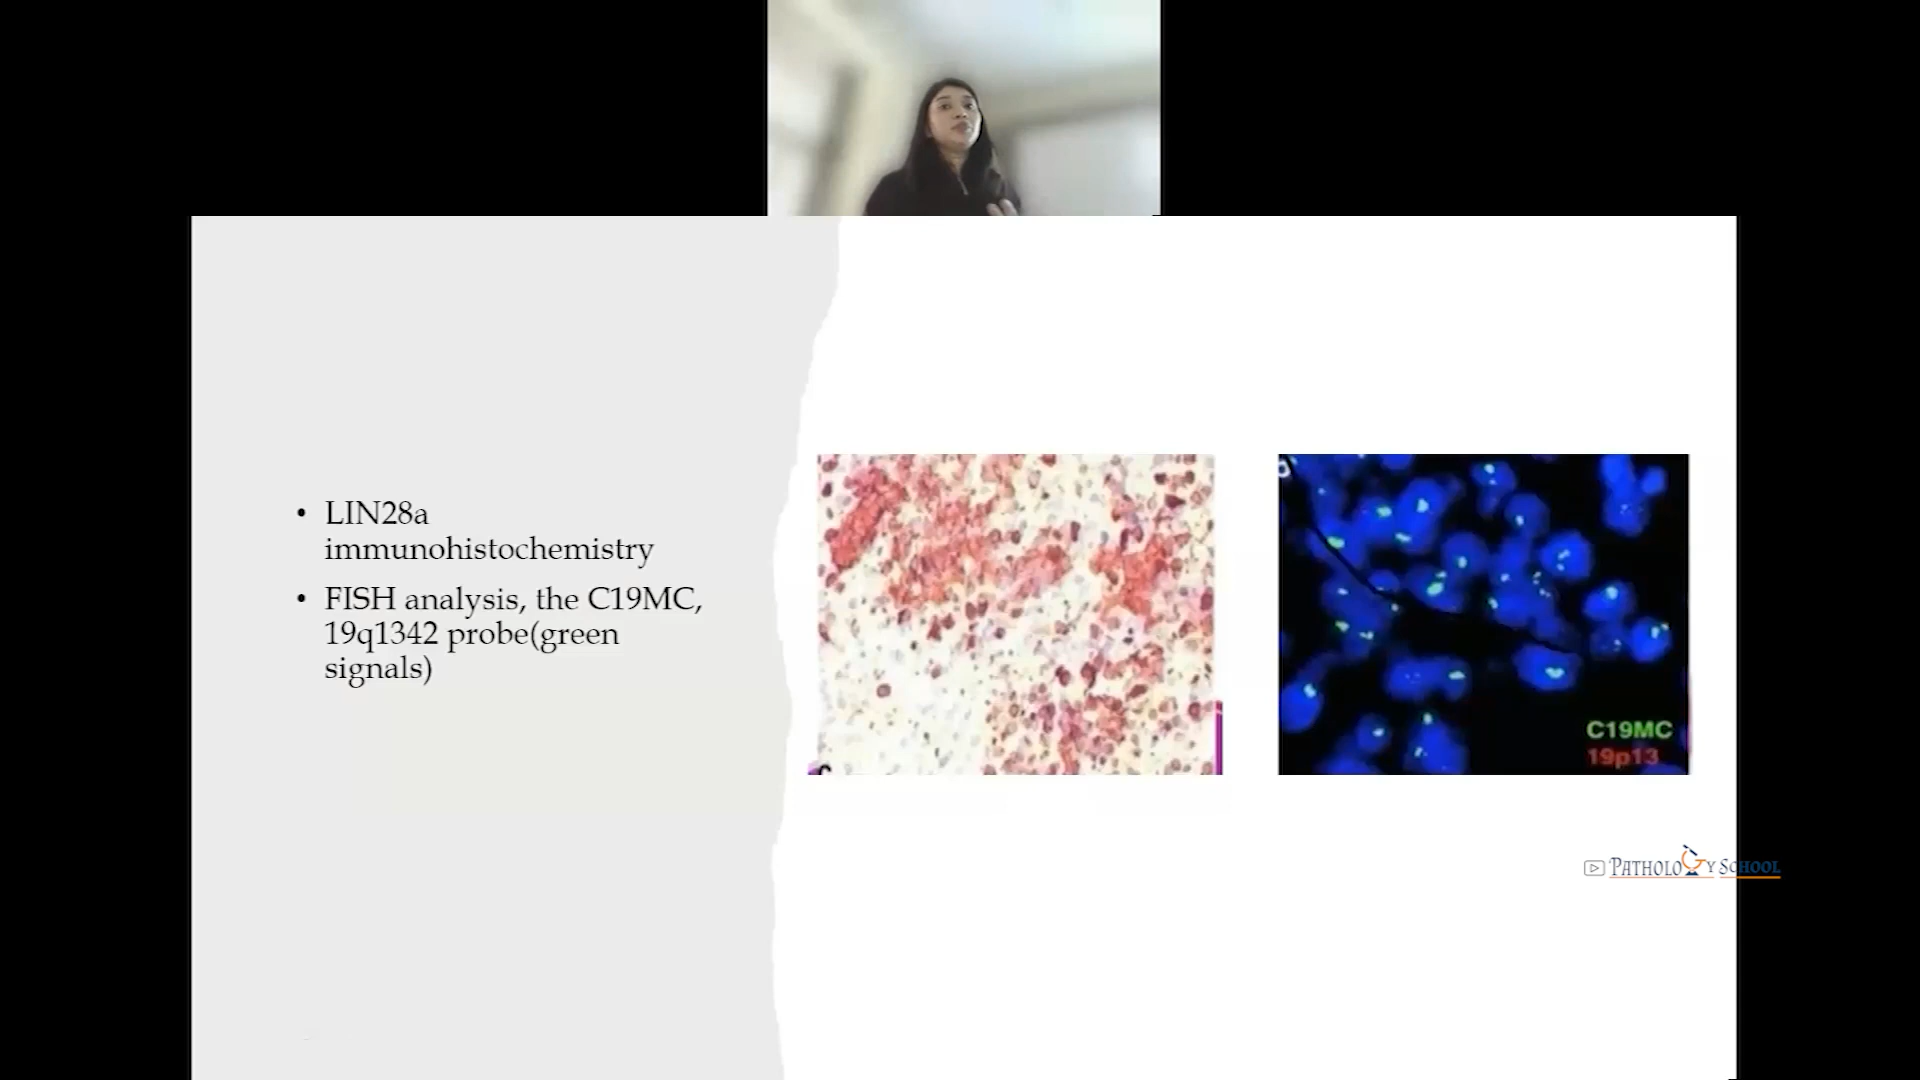 • LIN28a
immunohistochemistry
• FISH analysis, the C19MC,
19q1342 probe(green
signals)
C
D
C19MC
19p13
PATHOLOGY SCHOOL